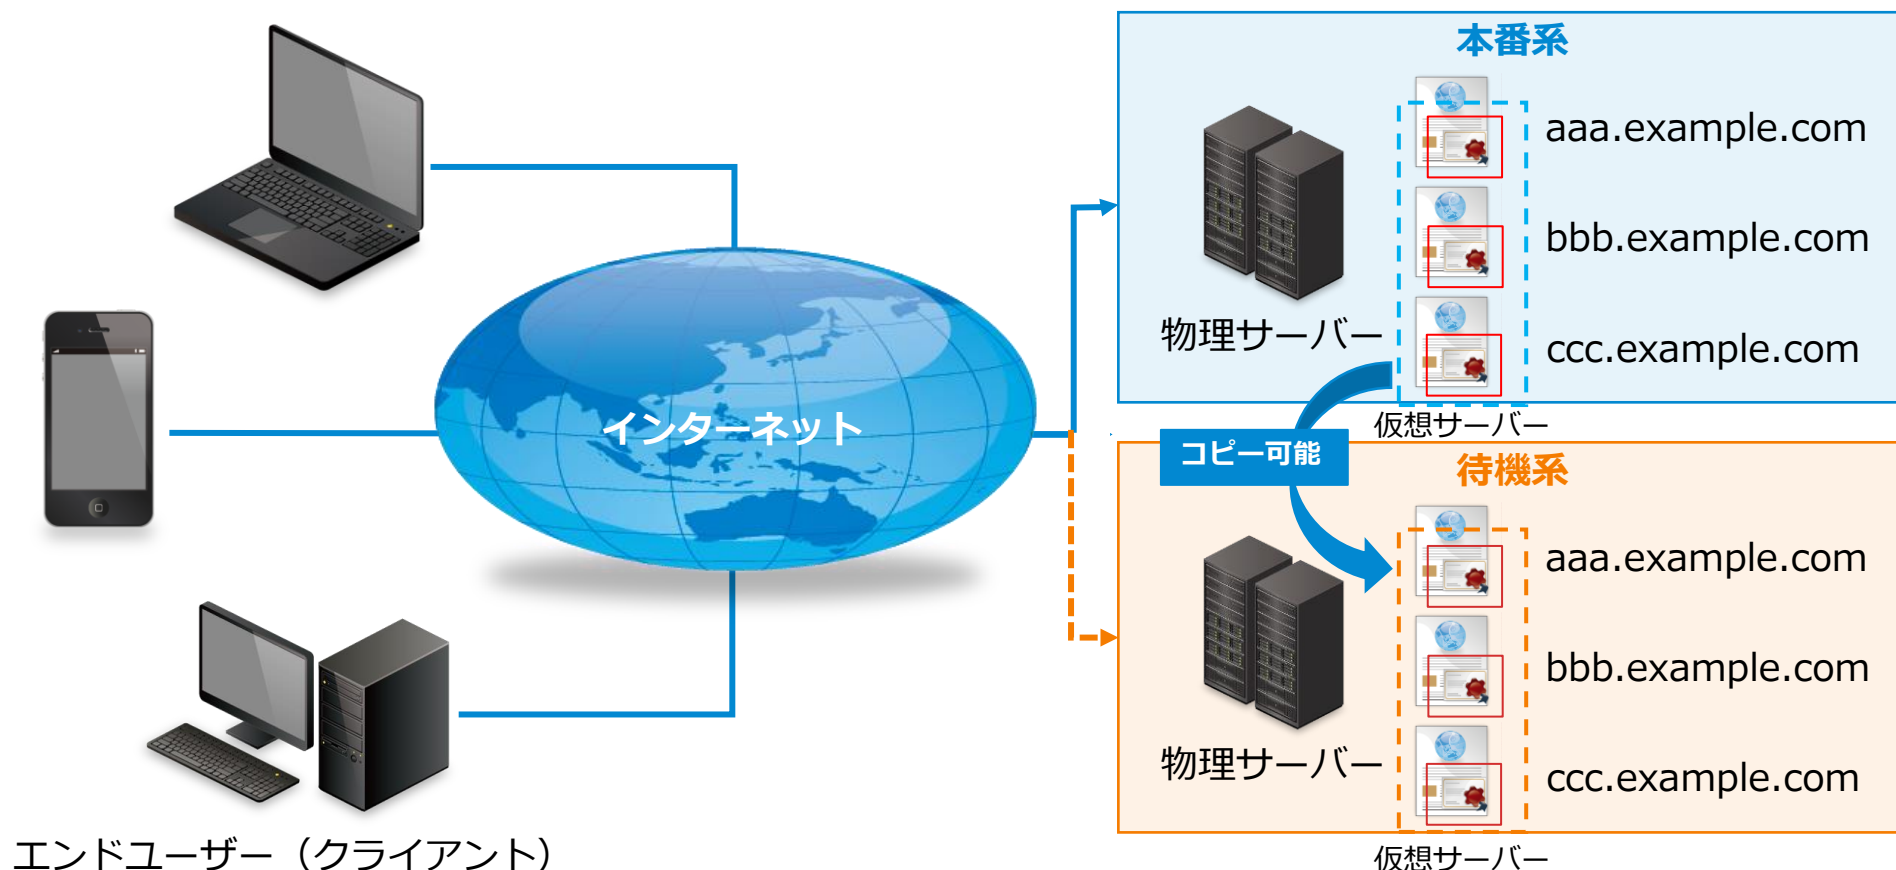 本番系
aaa.example.com
bbb.example.com
物理サーバー
ccc.example.com
仮想サーバー
インターネット
コピー可能
待機系
aaa.example.com
bbb.example.com
物理サーバー
ccc.example.com
エンドユーザー（クライアント）
仮想サーバー